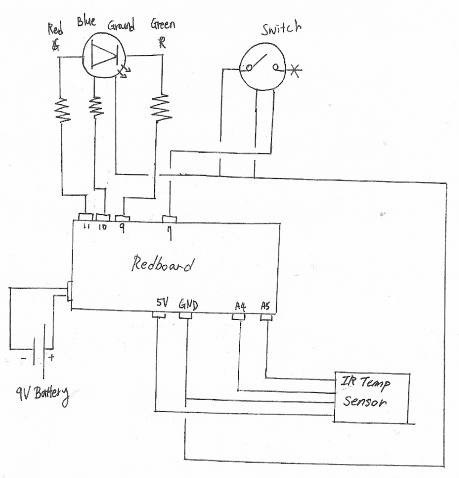 Red Blue Ground Green
G R
Switch
11 10 9 7
Redboard
5V GND A4 A5
- +
9V Battery
IR Temp
Sensor